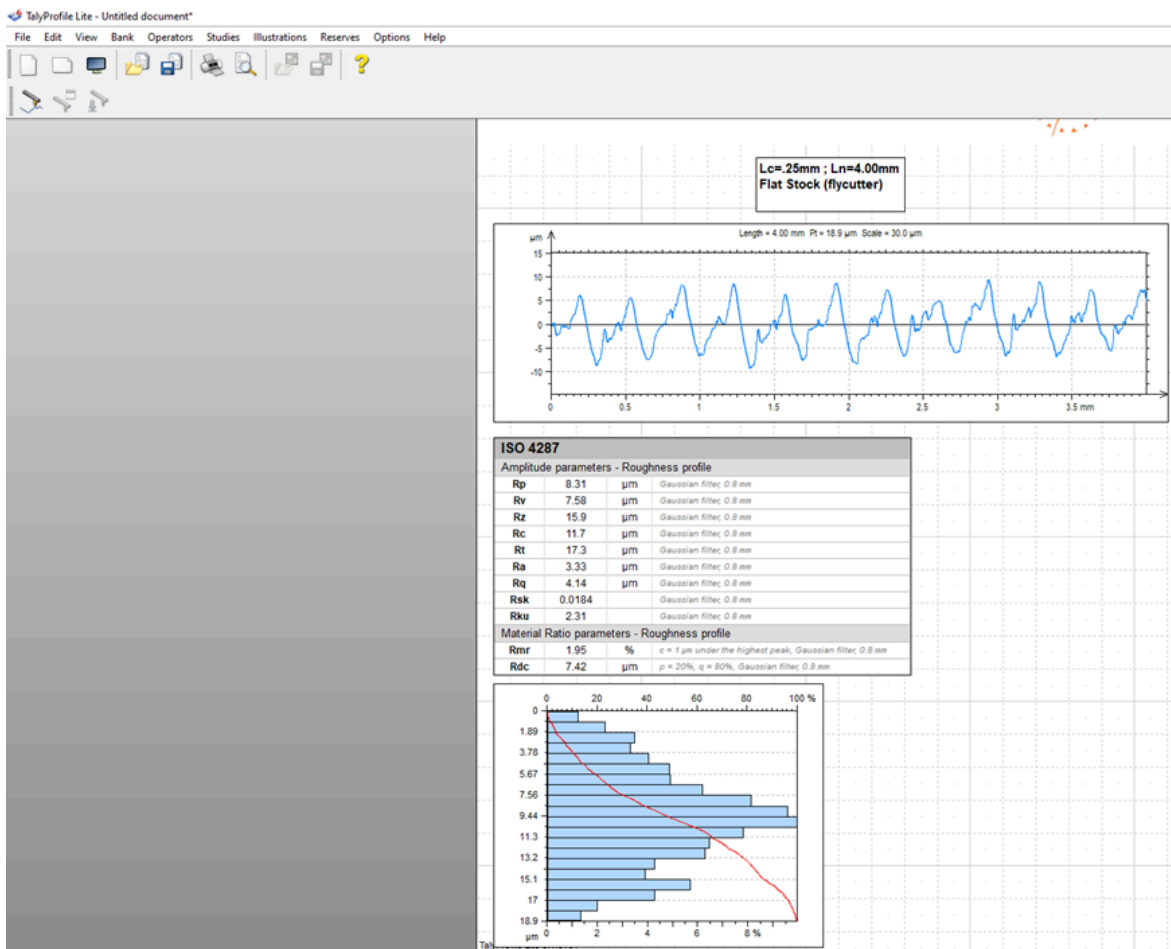 TalyProfile Lite - Untitled document*
File Edit View Bank Operators Studies Illustrations Reserves Options Help
Lc=.25mm ; Ln=4.00mm
Flat Stock (flycutter)
Length = 4.00 mm Pt = 18.9 µm Scale = 30.0 µm
µm
15
10
5
0
-5
-10
0 0.5 1 1.5 2 2.5 3 3.5 mm
ISO 4287
Amplitude parameters - Roughness profile
Rp 8.31 µm Gaussian filter, 0.8 mm
Rv 7.58 µm Gaussian filter, 0.8 mm
Rz 15.9 µm Gaussian filter, 0.8 mm
Rc 11.7 µm Gaussian filter, 0.8 mm
Rt 17.3 µm Gaussian filter, 0.8 mm
Ra 3.33 µm Gaussian filter, 0.8 mm
Rq 4.14 µm Gaussian filter, 0.8 mm
Rsk 0.0184 Gaussian filter, 0.8 mm
Rku 2.31 Gaussian filter, 0.8 mm
Material Ratio parameters - Roughness profile
Rmr 1.95 % c = 1 µm under the highest peak, Gaussian filter, 0.8 mm
Rdc 7.42 µm p = 20%, q = 80%, Gaussian filter, 0.8 mm
0 20 40 60 80 100 %
0
1.89
3.78
5.67
7.56
9.44
11.3
13.2
15.1
17
18.9
µm 0 2 4 6 8 %